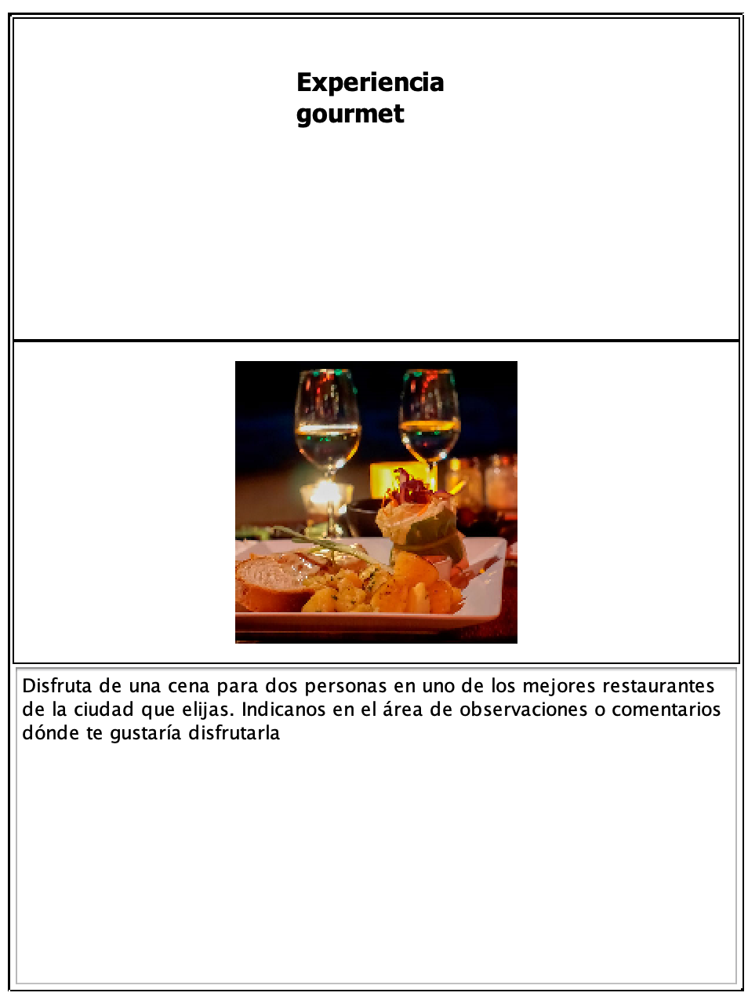 Experiencia
gourmet
Disfruta de una cena para dos personas en uno de los mejores restaurantes
de la ciudad que elijas. Indicanos en el área de observaciones o comentarios
dónde te gustaría disfrutarla